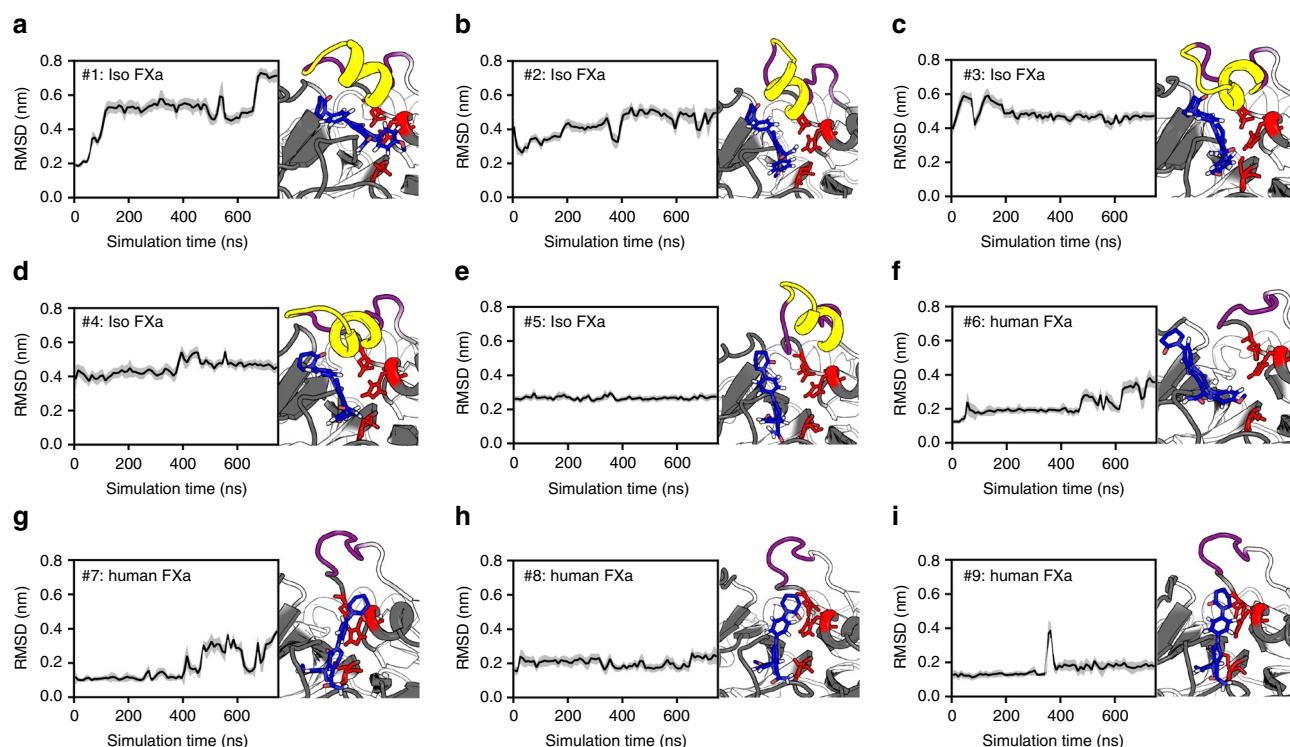 a
#1: Iso FXa
RMSD (nm)
0.8
0.6
0.4
0.2
0.0
0 200 400 600
Simulation time (ns)
b
#2: Iso FXa
RMSD (nm)
0.8
0.6
0.4
0.2
0.0
0 200 400 600
Simulation time (ns)
c
#3: Iso FXa
RMSD (nm)
0.8
0.6
0.4
0.2
0.0
0 200 400 600
Simulation time (ns)
d
#4: Iso FXa
RMSD (nm)
0.8
0.6
0.4
0.2
0.0
0 200 400 600
Simulation time (ns)
e
#5: Iso FXa
RMSD (nm)
0.8
0.6
0.4
0.2
0.0
0 200 400 600
Simulation time (ns)
f
#6: human FXa
RMSD (nm)
0.8
0.6
0.4
0.2
0.0
0 200 400 600
Simulation time (ns)
g
#7: human FXa
RMSD (nm)
0.8
0.6
0.4
0.2
0.0
0 200 400 600
Simulation time (ns)
h
#8: human FXa
RMSD (nm)
0.8
0.6
0.4
0.2
0.0
0 200 400 600
Simulation time (ns)
i
#9: human FXa
RMSD (nm)
0.8
0.6
0.4
0.2
0.0
0 200 400 600
Simulation time (ns)